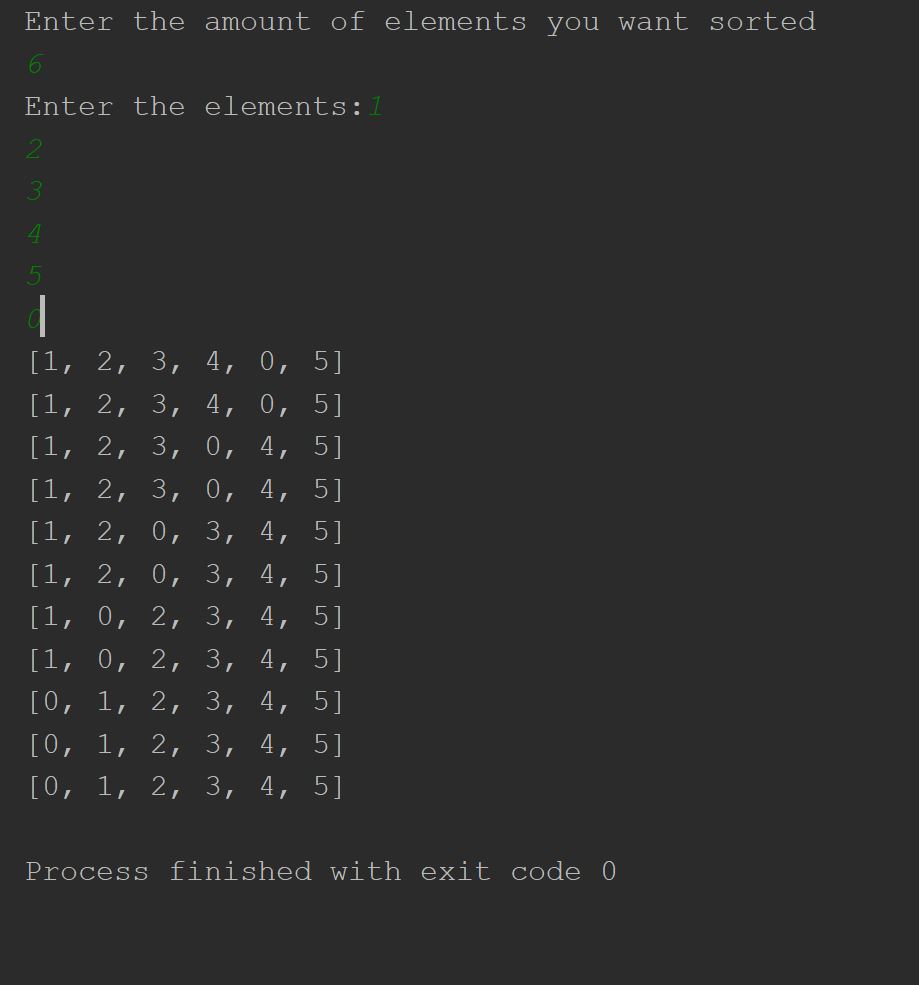 Enter the amount of elements you want sorted
6
Enter the elements:1
2
3
4
5
0
[1, 2, 3, 4, 0, 5]
[1, 2, 3, 4, 0, 5]
[1, 2, 3, 0, 4, 5]
[1, 2, 3, 0, 4, 5]
[1, 2, 0, 3, 4, 5]
[1, 2, 0, 3, 4, 5]
[1, 0, 2, 3, 4, 5]
[1, 0, 2, 3, 4, 5]
[0, 1, 2, 3, 4, 5]
[0, 1, 2, 3, 4, 5]
[0, 1, 2, 3, 4, 5]
Process finished with exit code 0